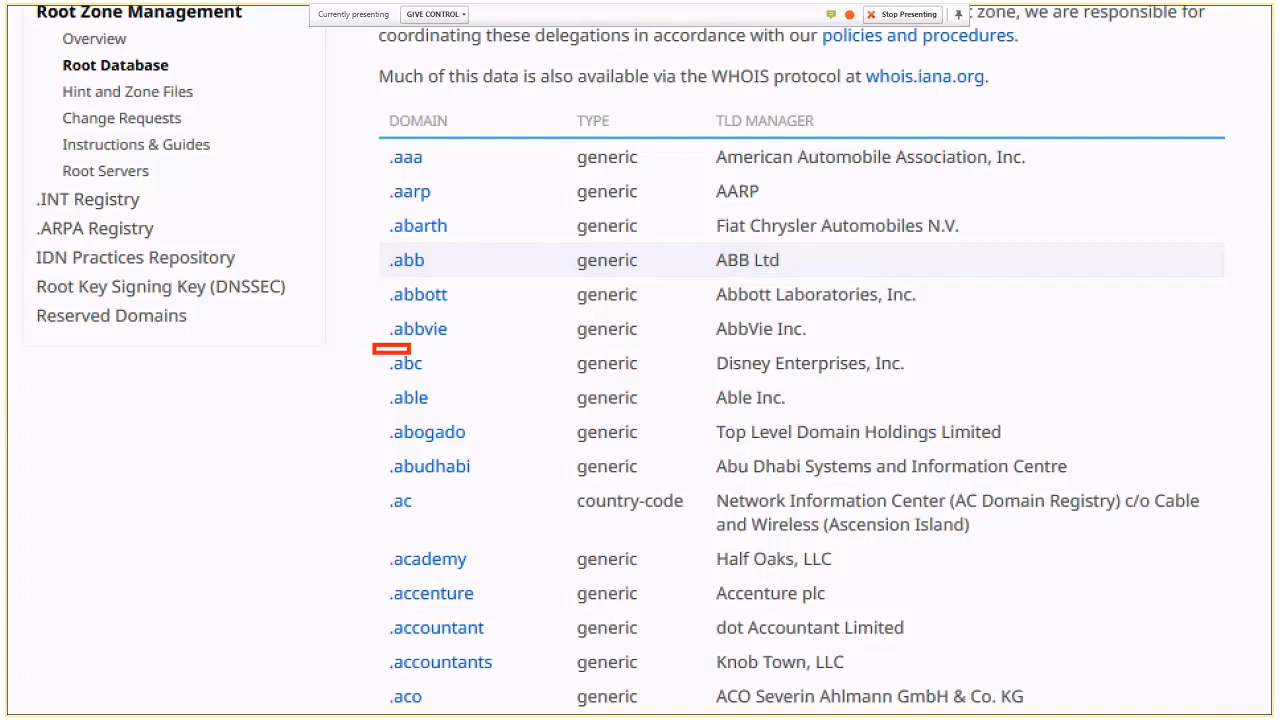 Currently presenting GIVE CONTROL Stop Presenting
Root Zone Management
Overview
Root Database
Hint and Zone Files
Change Requests
Instructions & Guides
Root Servers
.INT Registry
.ARPA Registry
IDN Practices Repository
Root Key Signing Key (DNSSEC)
Reserved Domains
zone, we are responsible for
coordinating these delegations in accordance with our policies and procedures.
Much of this data is also available via the WHOIS protocol at whois.iana.org.
DOMAIN TYPE TLD MANAGER
.aaa generic American Automobile Association, Inc.
.aarp generic AARP
.abarth generic Fiat Chrysler Automobiles N.V.
.abb generic ABB Ltd
.abbott generic Abbott Laboratories, Inc.
.abbvie generic AbbVie Inc.
.abc generic Disney Enterprises, Inc.
.able generic Able Inc.
.abogado generic Top Level Domain Holdings Limited
.abudhabi generic Abu Dhabi Systems and Information Centre
.ac country-code Network Information Center (AC Domain Registry) c/o Cable
and Wireless (Ascension Island)
.academy generic Half Oaks, LLC
.accenture generic Accenture plc
.accountant generic dot Accountant Limited
.accountants generic Knob Town, LLC
.aco generic ACO Severin Ahlmann GmbH & Co. KG